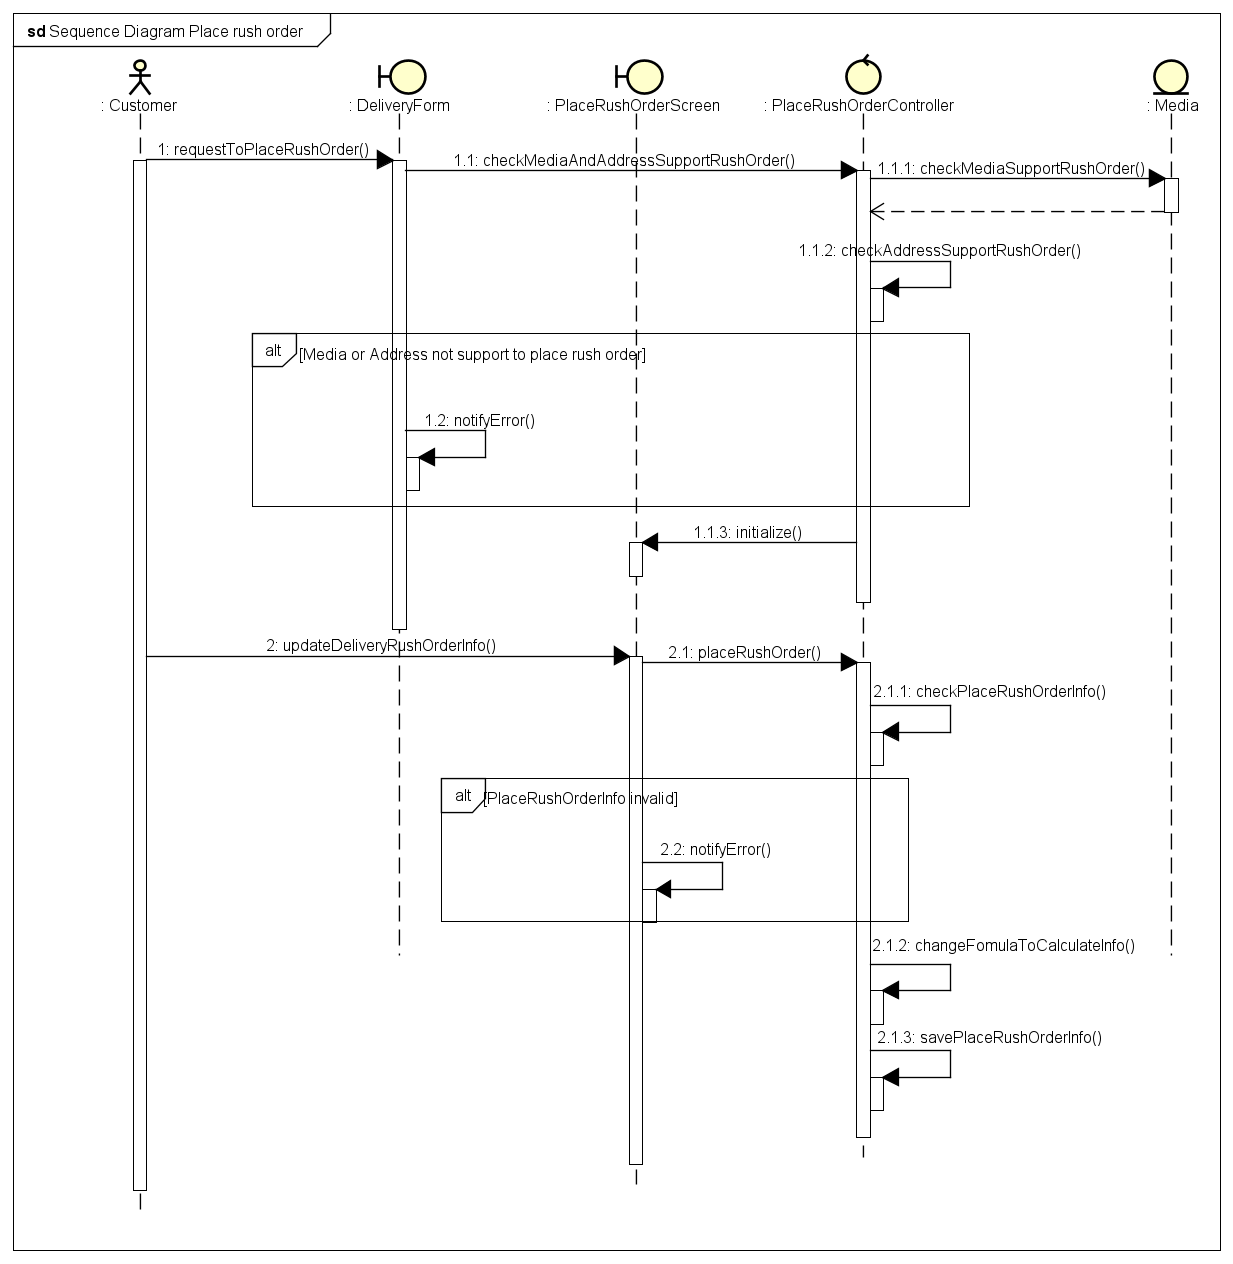 sd Sequence Diagram Place rush order
: Customer
: DeliveryForm
: PlaceRushOrderScreen
: PlaceRushOrderController
: Media
1: requestToPlaceRushOrder()
1.1: checkMediaAndAddressSupportRushOrder()
1.1.1: checkMediaSupportRushOrder()
1.1.2: checkAddressSupportRushOrder()
alt
[Media or Address not support to place rush order]
1.2: notifyError()
1.1.3: initialize()
2: updateDeliveryRushOrderInfo()
2.1: placeRushOrder()
2.1.1: checkPlaceRushOrderInfo()
alt
[PlaceRushOrderInfo invalid]
2.2: notifyError()
2.1.2: changeFomulaToCalculateInfo()
2.1.3: savePlaceRushOrderInfo()